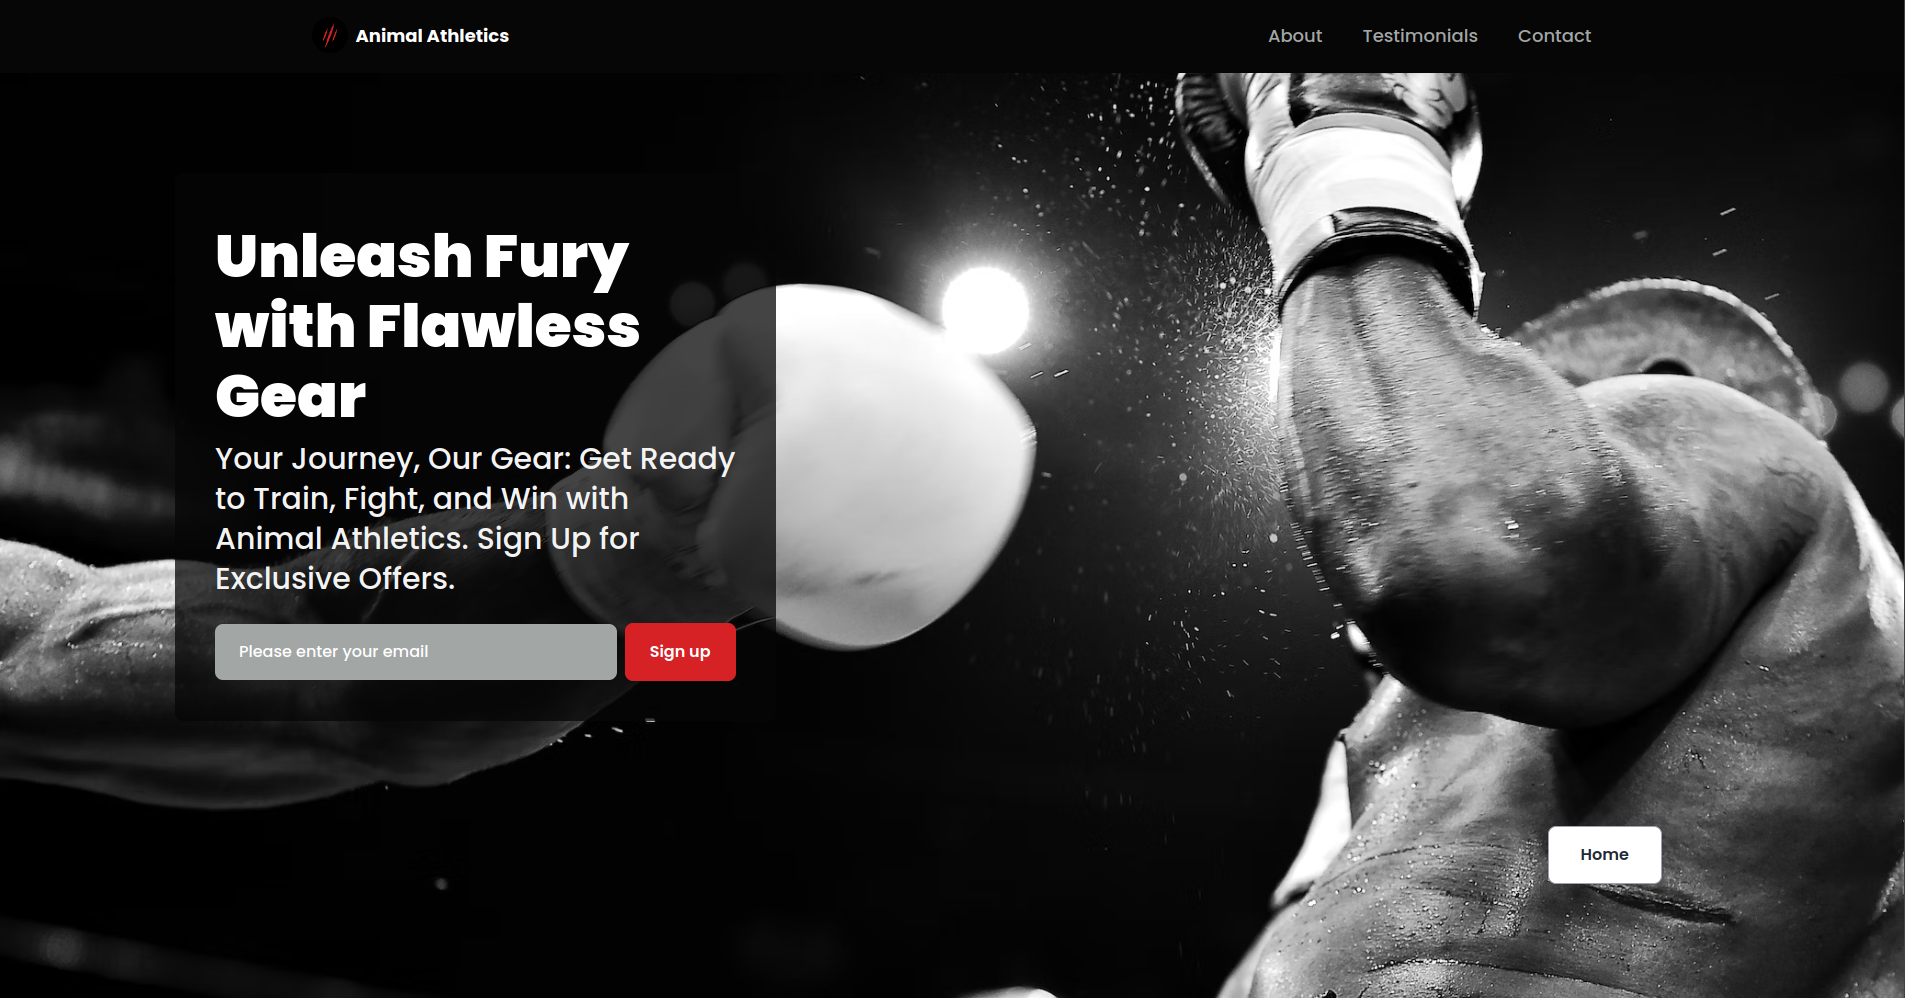 Animal Athletics
About Testimonials Contact
Unleash Fury
with Flawless
Gear
Your Journey, Our Gear: Get Ready
to Train, Fight, and Win with
Animal Athletics. Sign Up for
Exclusive Offers.
Please enter your email
Sign up
Home